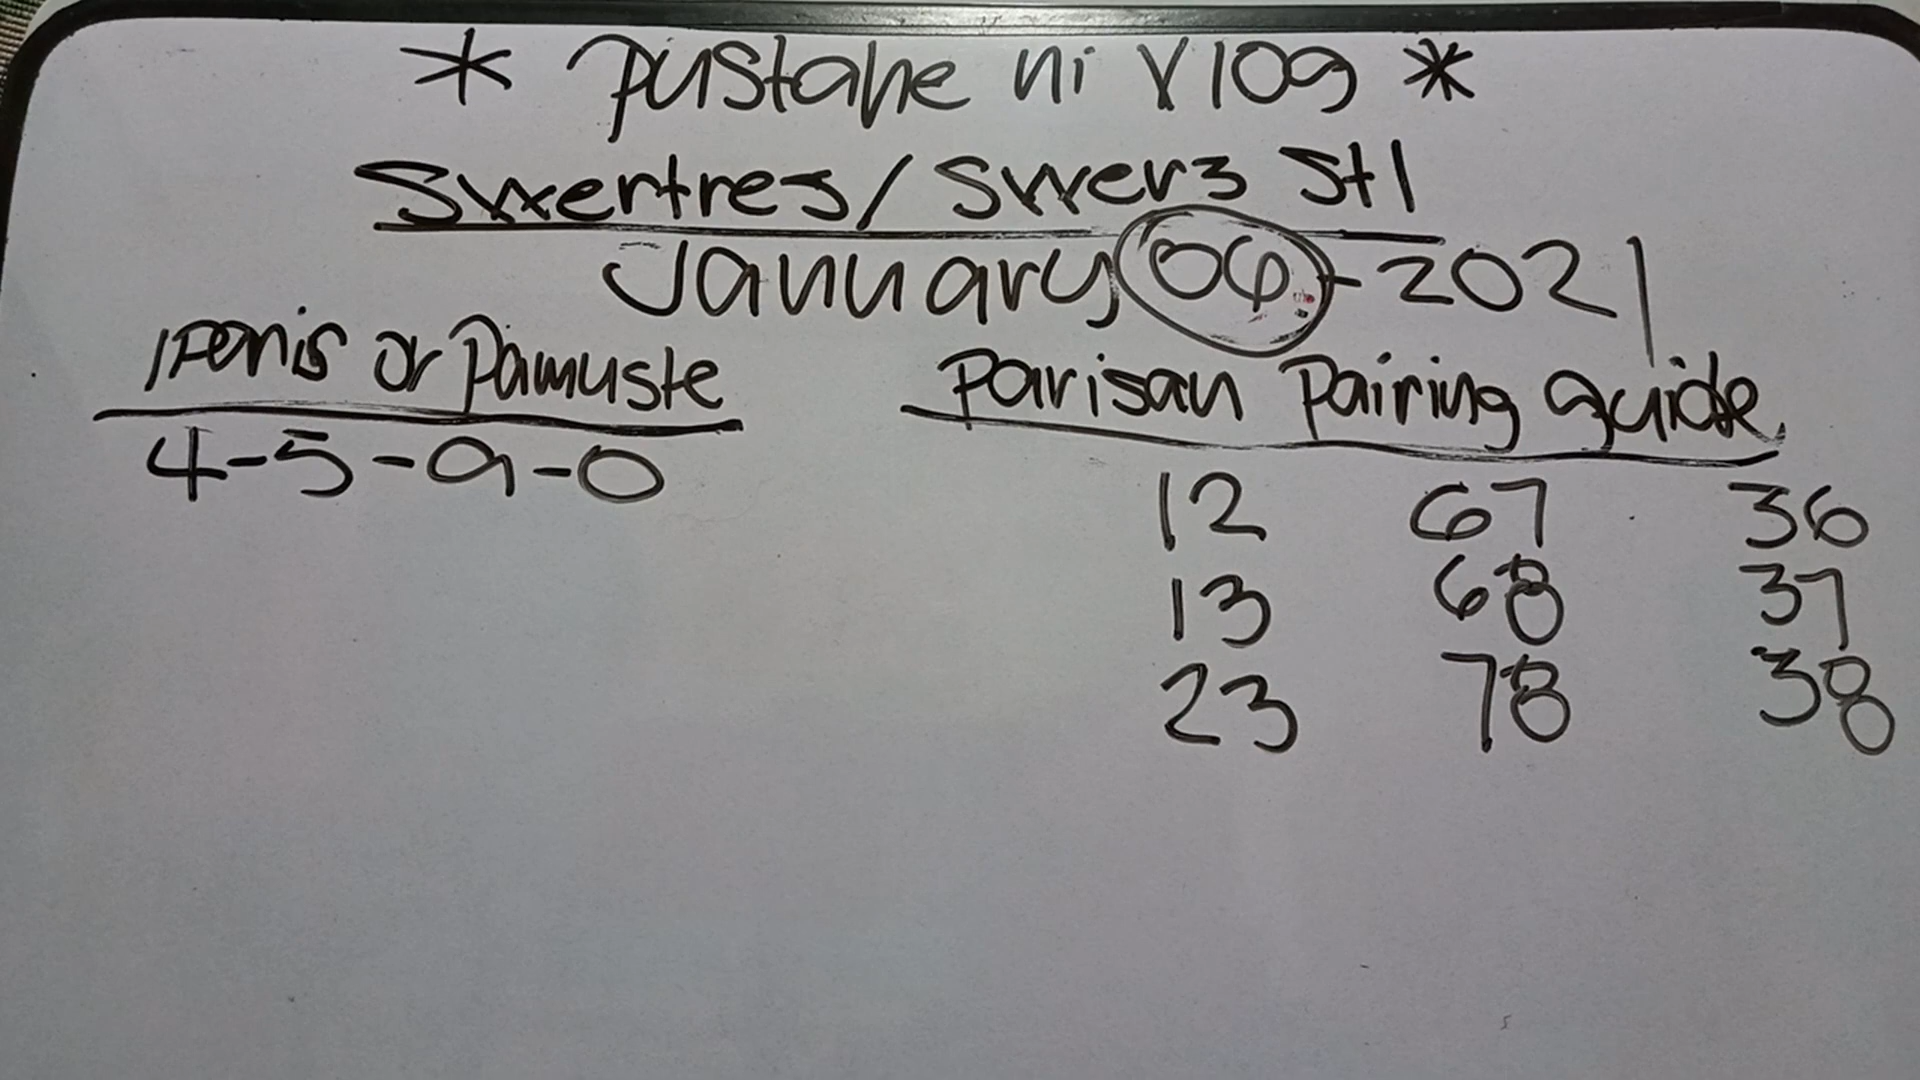 * Pustahe ni Vlog *
Swertres/Swer3 Stl
January 06-2021
Ipenis or Pamuste
4-5-9-0
Parisan Pairing Guide
12 67 36
13 68 37
23 78 38